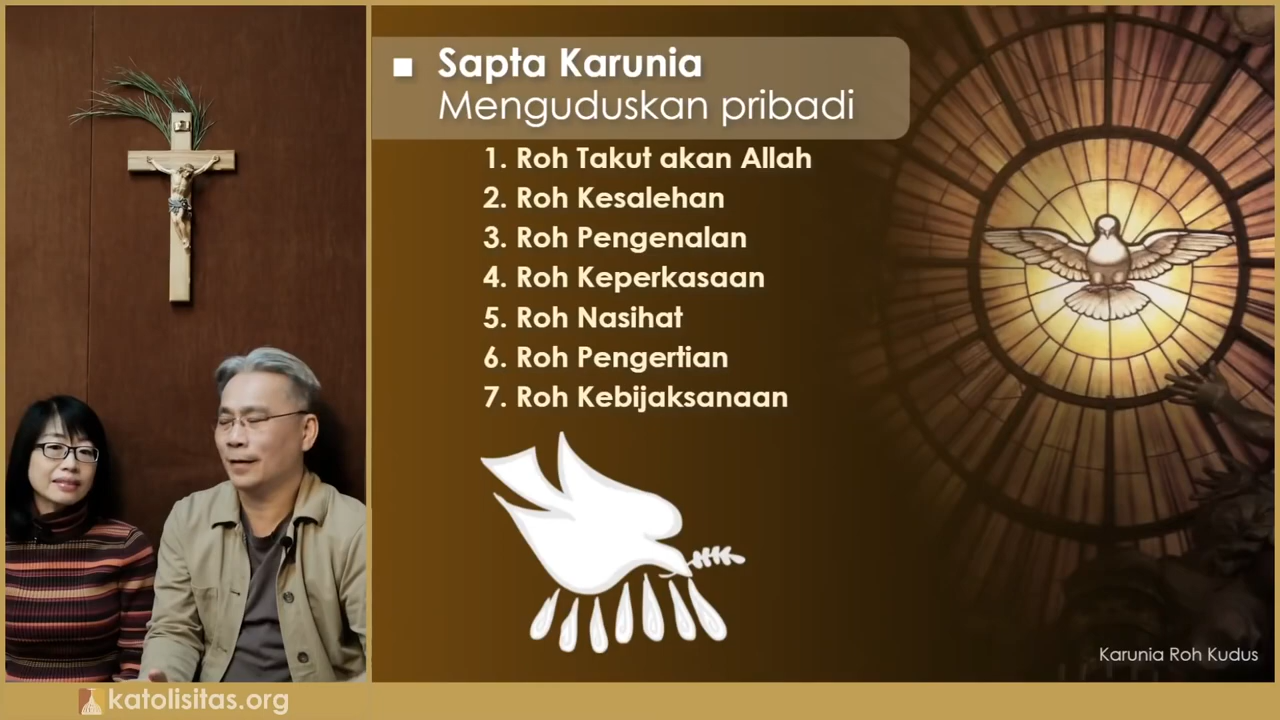 ■ Sapta Karunia
Menguduskan pribadi
1. Roh Takut akan Allah
2. Roh Kesalehan
3. Roh Pengenalan
4. Roh Keperkasaan
5. Roh Nasihat
6. Roh Pengertian
7. Roh Kebijaksanaan
Karunia Roh Kudus
katolisitas.org